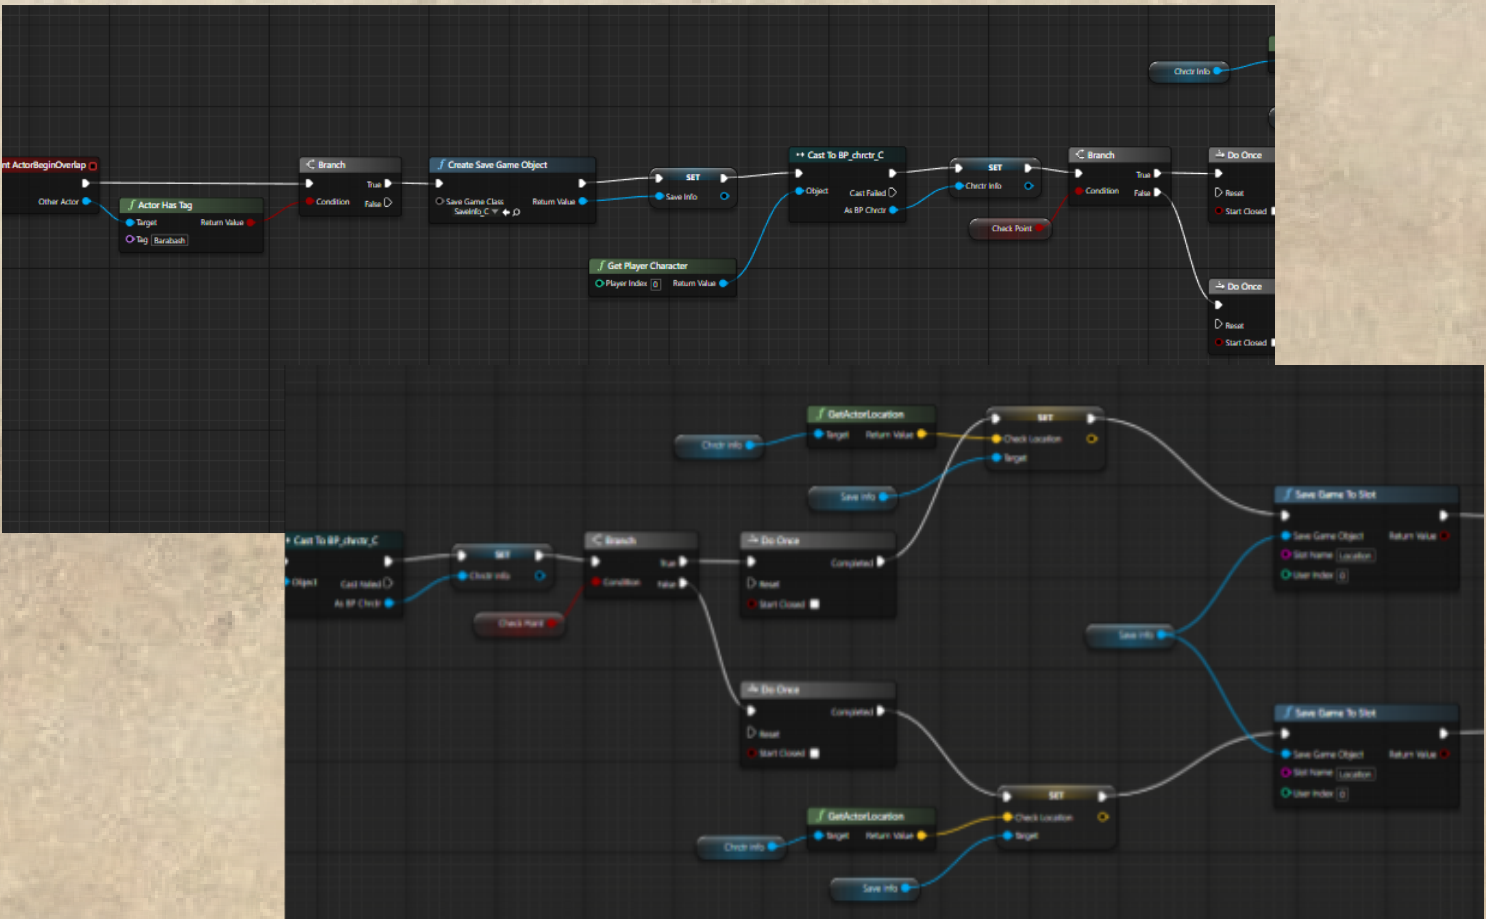 Chrctr Info
nt ActorBeginOverlap
Other Actor
Actor Has Tag
Target
Return Value
Tag Barabash
Branch
True
Condition
False
Create Save Game Object
Save Game Class
SaveInfo_C
Return Value
SET
Save Info
Get Player Character
Player Index 0
Return Value
Cast To BP_chrctr_C
Object
Cast Failed
As BP Chrctr
SET
Chrctr Info
Check Point
Branch
True
Condition
False
Do Once
Reset
Start Closed
Do Once
Reset
Start Closed
Cast To BP_chrctr_C
Object
Cast Failed
As BP Chrctr
SET
Chrctr Info
Check Point
Branch
True
Condition
False
Chrctr Info
GetActorLocation
Target
Return Value
Save Info
SET
Check Location
Target
Do Once
Completed
Reset
Start Closed
Do Once
Completed
Reset
Start Closed
Chrctr Info
GetActorLocation
Target
Return Value
Save Info
SET
Check Location
Target
Save Info
Save Game To Slot
Save Game Object
Return Value
Slot Name Location
User Index 0
Save Game To Slot
Save Game Object
Return Value
Slot Name Location
User Index 0